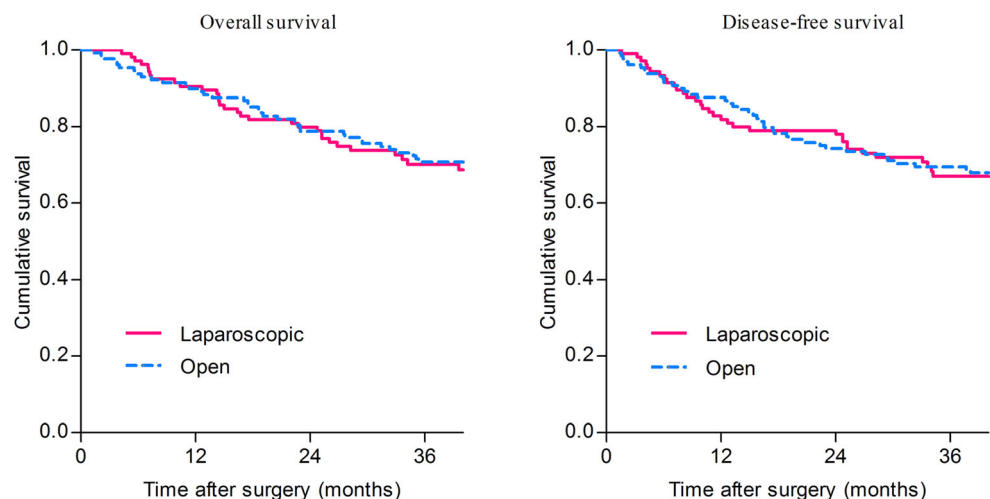 Overall survival
1.0
0.8
0.6
0.4
0.2
0.0
Cumulative survival
Laparoscopic
Open
0 12 24 36
Time after surgery (months)
Disease-free survival
1.0
0.8
0.6
0.4
0.2
0.0
Cumulative survival
Laparoscopic
Open
0 12 24 36
Time after surgery (months)